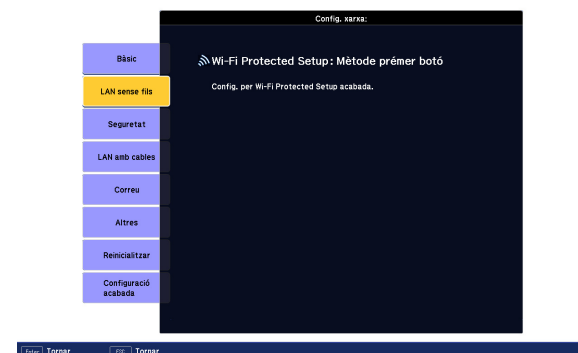 Config. xarxa:
Bàsic
LAN sense fils
Seguretat
LAN amb cables
Correu
Altres
Reinicialitzar
Configuració
acabada
Wi-Fi Protected Setup: Mètode prémer botó
Config. per Wi-Fi Protected Setup acabada.
Enter Tornar ESC Tornar